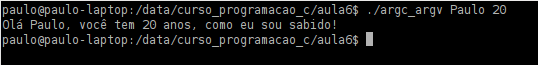 paulo@paulo-laptop:/data/curso_programacao_c/aula6$ ./argc_argv Paulo 20
Olá Paulo, você tem 20 anos, como eu sou sabido!
paulo@paulo-laptop:/data/curso_programacao_c/aula6$